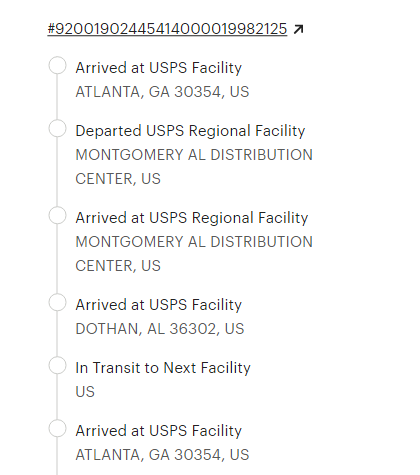 #92001902445414000019982125
Arrived at USPS Facility
ATLANTA, GA 30354, US
Departed USPS Regional Facility
MONTGOMERY AL DISTRIBUTION
CENTER, US
Arrived at USPS Regional Facility
MONTGOMERY AL DISTRIBUTION
CENTER, US
Arrived at USPS Facility
DOTHAN, AL 36302, US
In Transit to Next Facility
US
Arrived at USPS Facility
ATLANTA, GA 30354, US